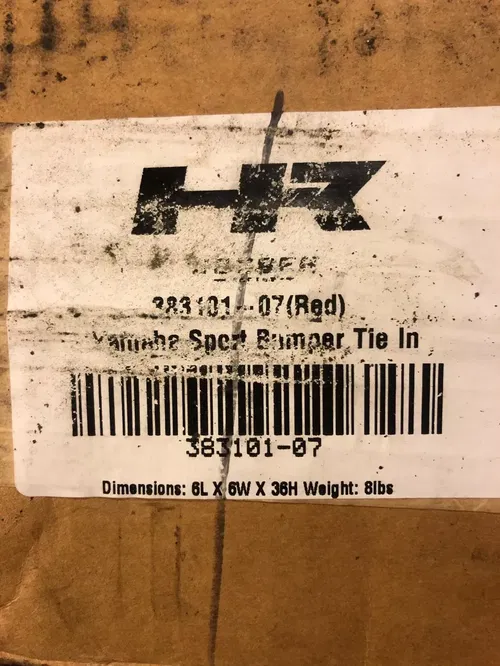 HR
383101-07(Red)
Yamaha Sport Bumper Tie In
383101-07
Dimensions: 6L X 6W X 36H Weight: 8lbs